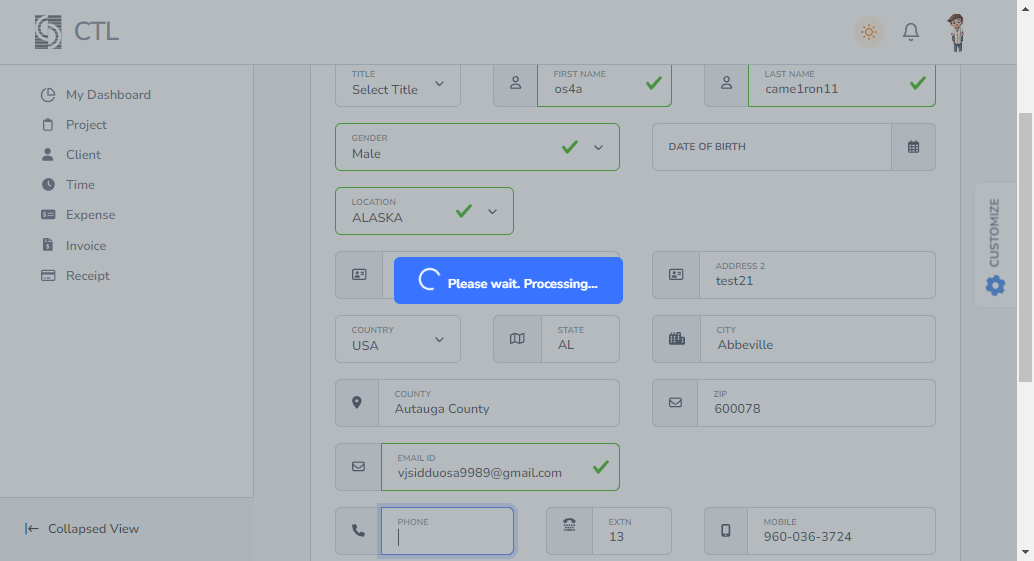 CTL
My Dashboard
Project
Client
Time
Expense
Invoice
Receipt
Collapsed View
TITLE
Select Title
FIRST NAME
os4a
LAST NAME
came1ron11
GENDER
Male
DATE OF BIRTH
LOCATION
ALASKA
Please wait. Processing...
ADDRESS 2
test21
COUNTRY
USA
STATE
AL
CITY
Abbeville
COUNTY
Autauga County
ZIP
600078
EMAIL ID
vjsidduosa9989@gmail.com
PHONE
EXTN
13
MOBILE
960-036-3724
CUSTOMIZE